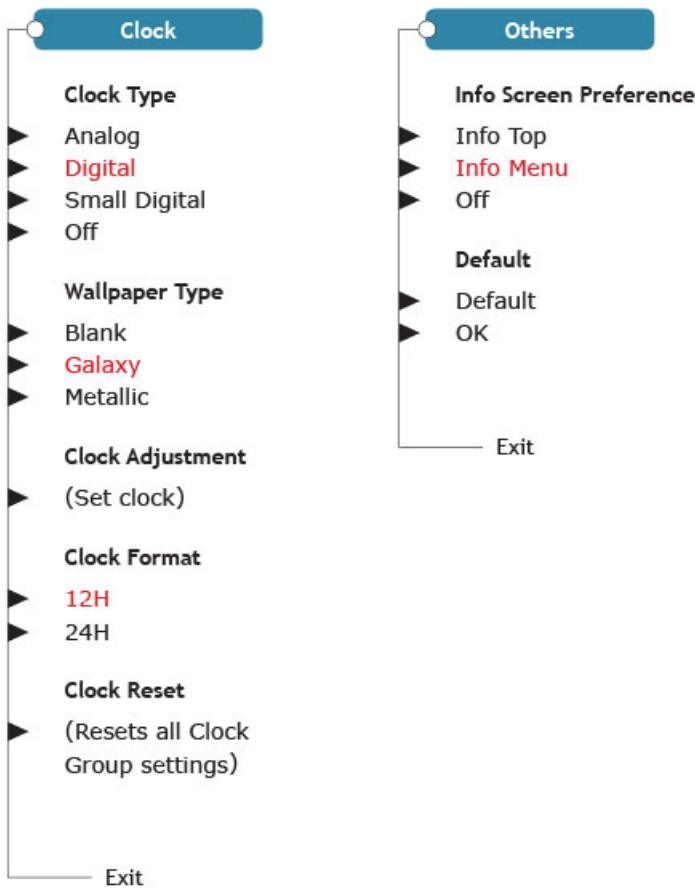 Clock
Clock Type
Analog
Digital
Small Digital
Off
Wallpaper Type
Blank
Galaxy
Metallic
Clock Adjustment
(Set clock)
Clock Format
12H
24H
Clock Reset
(Resets all Clock
Group settings)
Exit
Others
Info Screen Preference
Info Top
Info Menu
Off
Default
Default
OK
Exit